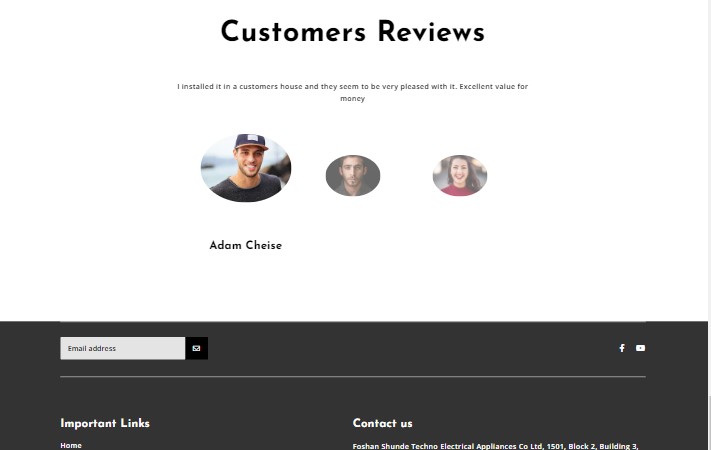 Customers Reviews
I installed it in a customers house and they seem to be very pleased with it. Excellent value for
money
Adam Cheise
Email address
Important Links
Contact us
Home
Foshan Shunde Techno Electrical Appliances Co Ltd, 1501, Block 2, Building 3,